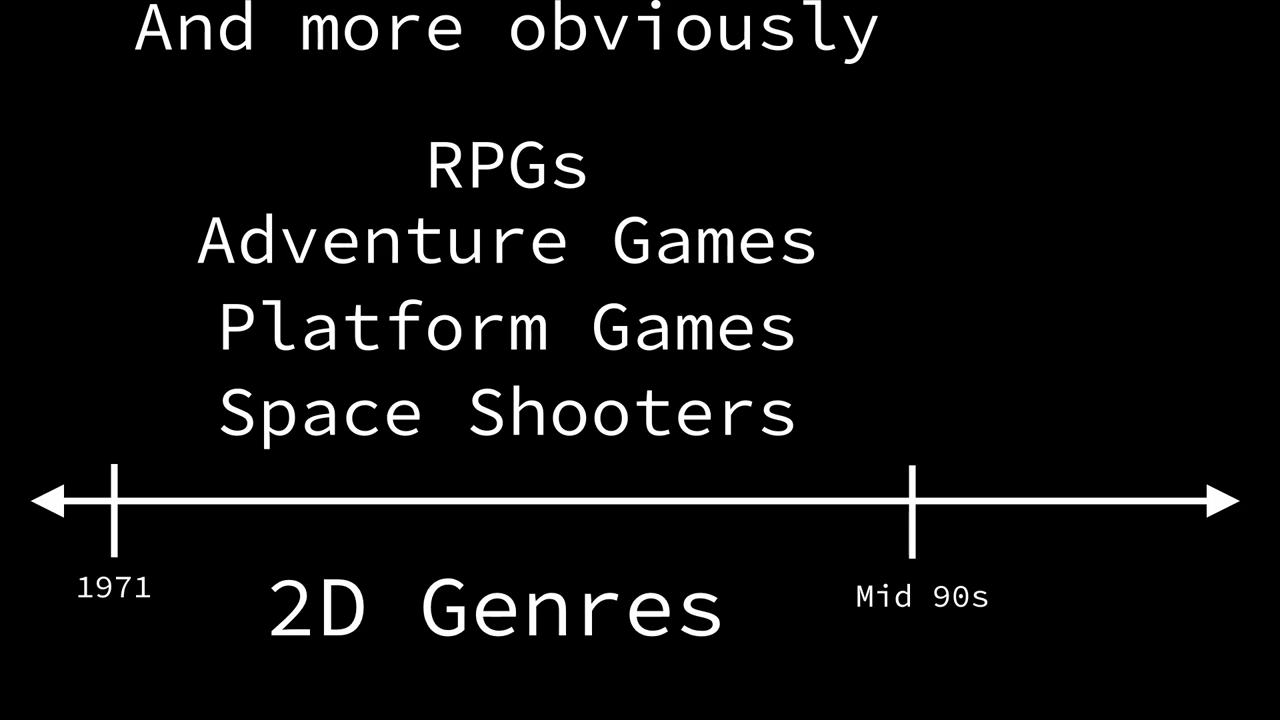 And more obviously
RPGs
Adventure Games
Platform Games
Space Shooters
1971
2D Genres
Mid 90s